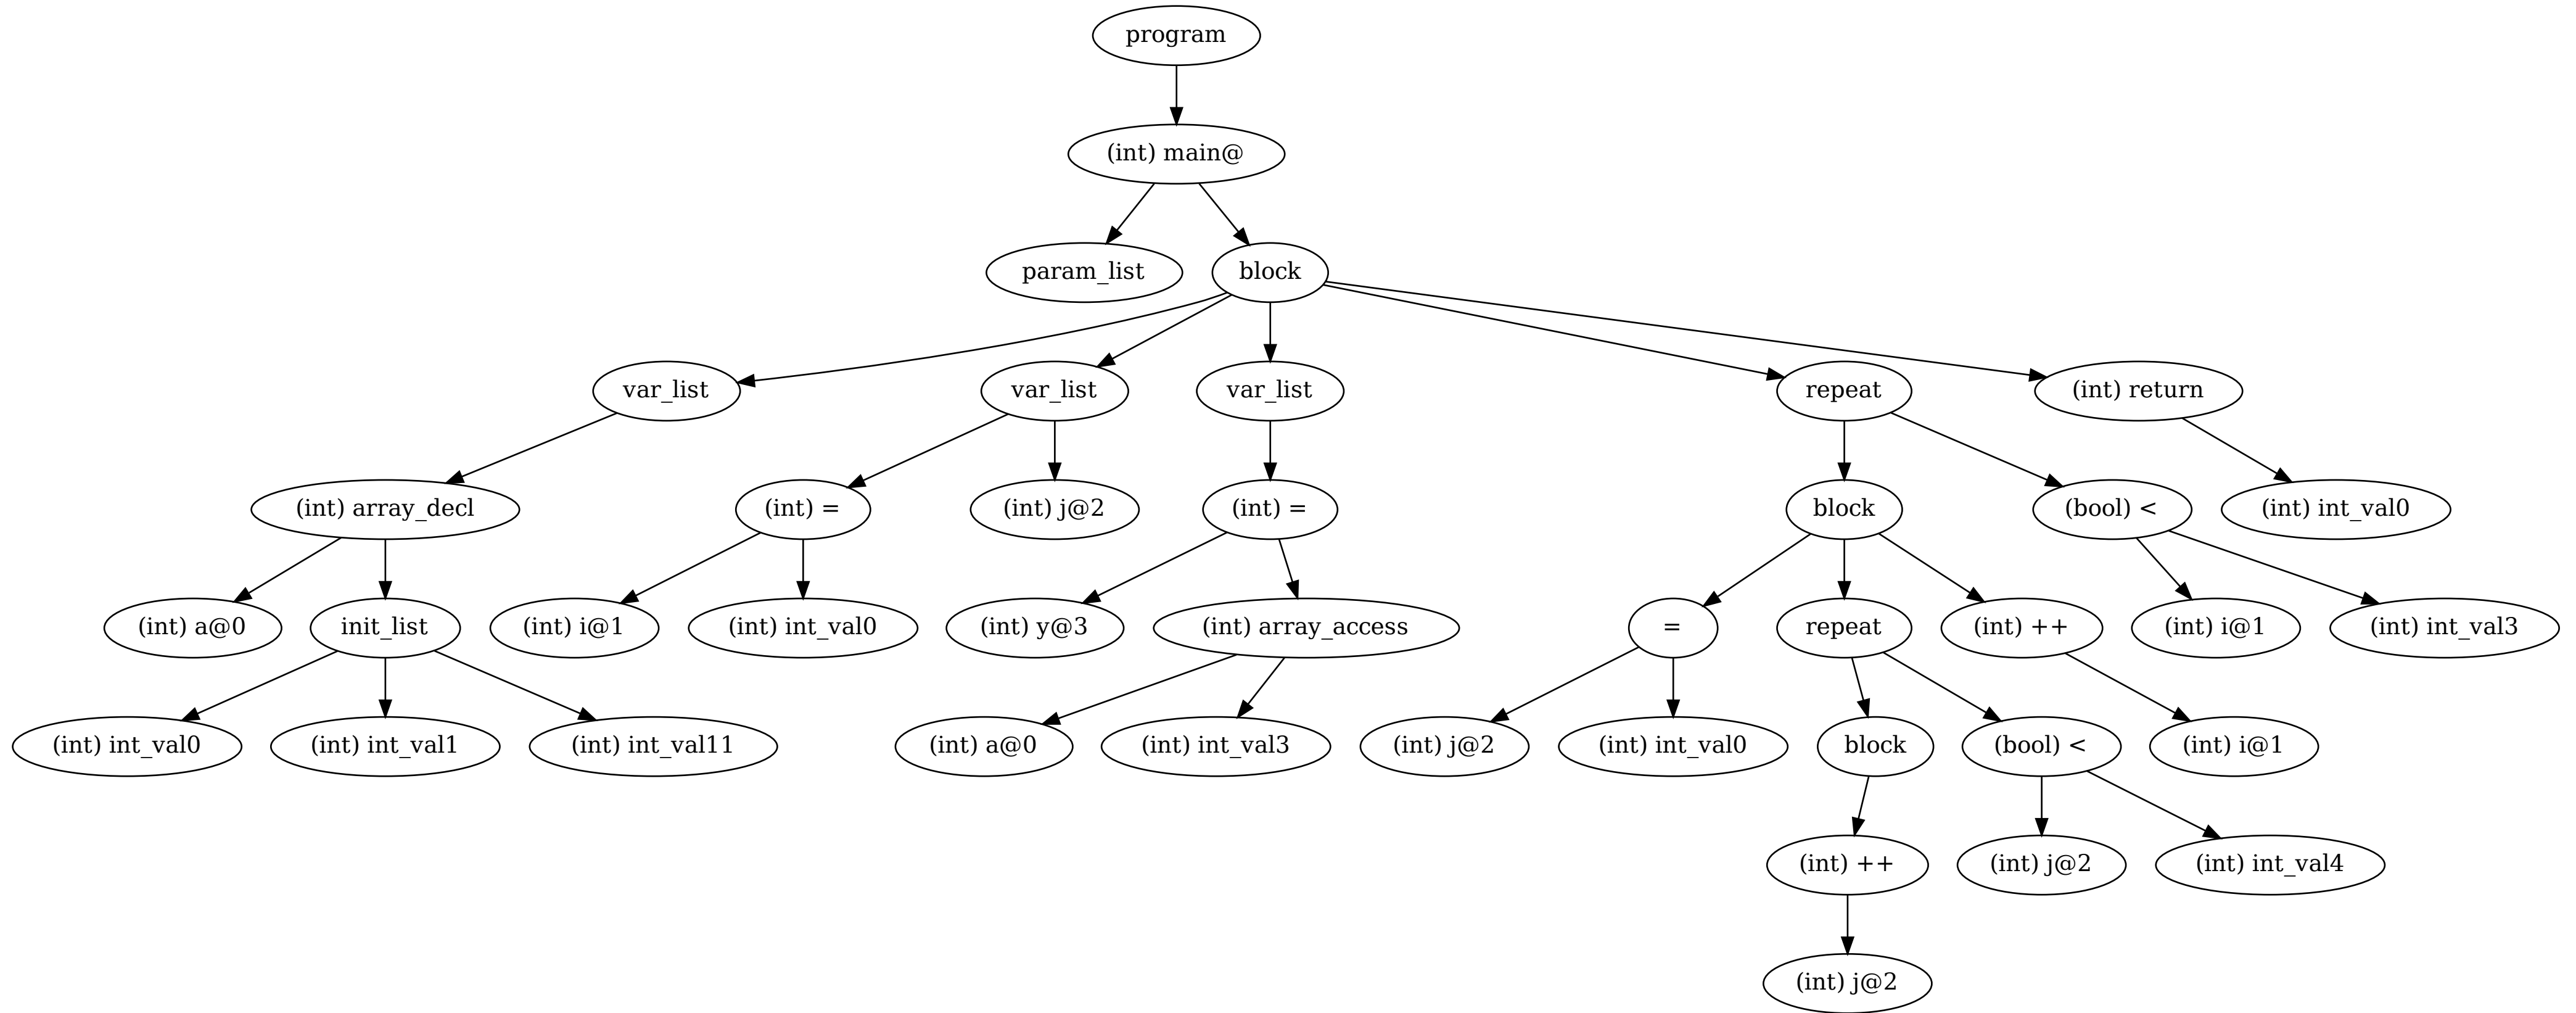 program
(int) main@
param_list
block
var_list
var_list
var_list
repeat
(int) return
(int) array_decl
(int) =
(int) j@2
(int) =
block
(bool) <
(int) int_val0
(int) a@0
init_list
(int) i@1
(int) int_val0
(int) y@3
(int) array_access
=
repeat
(int) ++
(int) i@1
(int) int_val3
(int) int_val0
(int) int_val1
(int) int_val11
(int) a@0
(int) int_val3
(int) j@2
(int) int_val0
block
(bool) <
(int) i@1
(int) ++
(int) j@2
(int) int_val4
(int) j@2